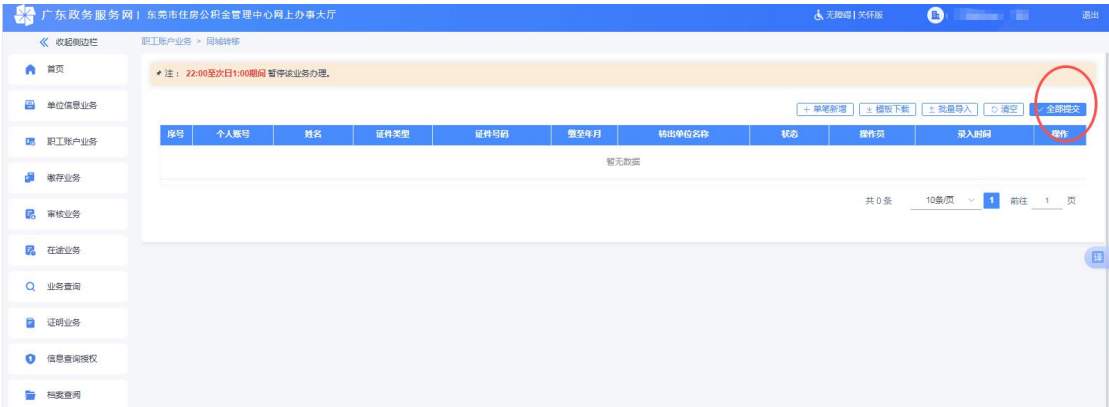 广东政务服务网 | 东莞市住房公积金管理中心网上办事大厅 无障碍 | 关怀版 退出
收起侧边栏 职工账户业务 > 同城转移
首页
注：22:00至次日1:00期间 暂停该业务办理。
单位信息业务
+ 单笔新增 模板下载 批量导入 清空 全部提交
职工账户业务
序号 个人账号 姓名 证件类型 证件号码 缴至年月 转出单位名称 状态 操作员 录入时间 操作
暂无数据
缴存业务
共 0 条 10条/页 1 前往 1 页
审核业务
在途业务
译
业务查询
证明业务
信息查询授权
档案查阅